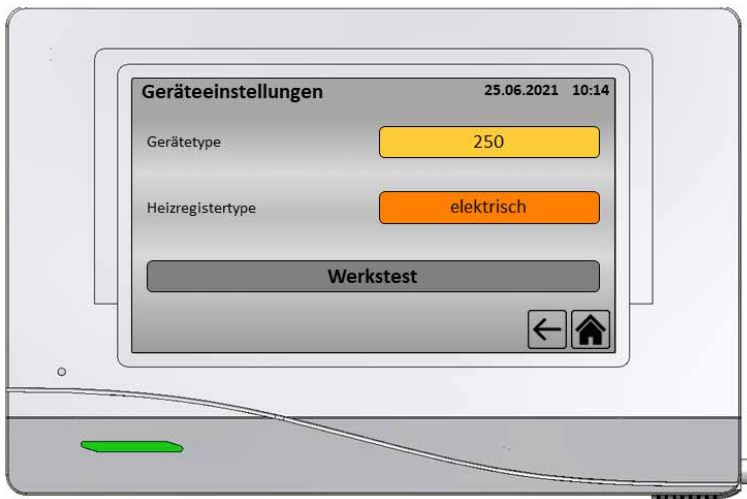 Geräteeinstellungen 25.06.2021 10:14
Gerätetype 250
Heizregistertype elektrisch
Werkstest